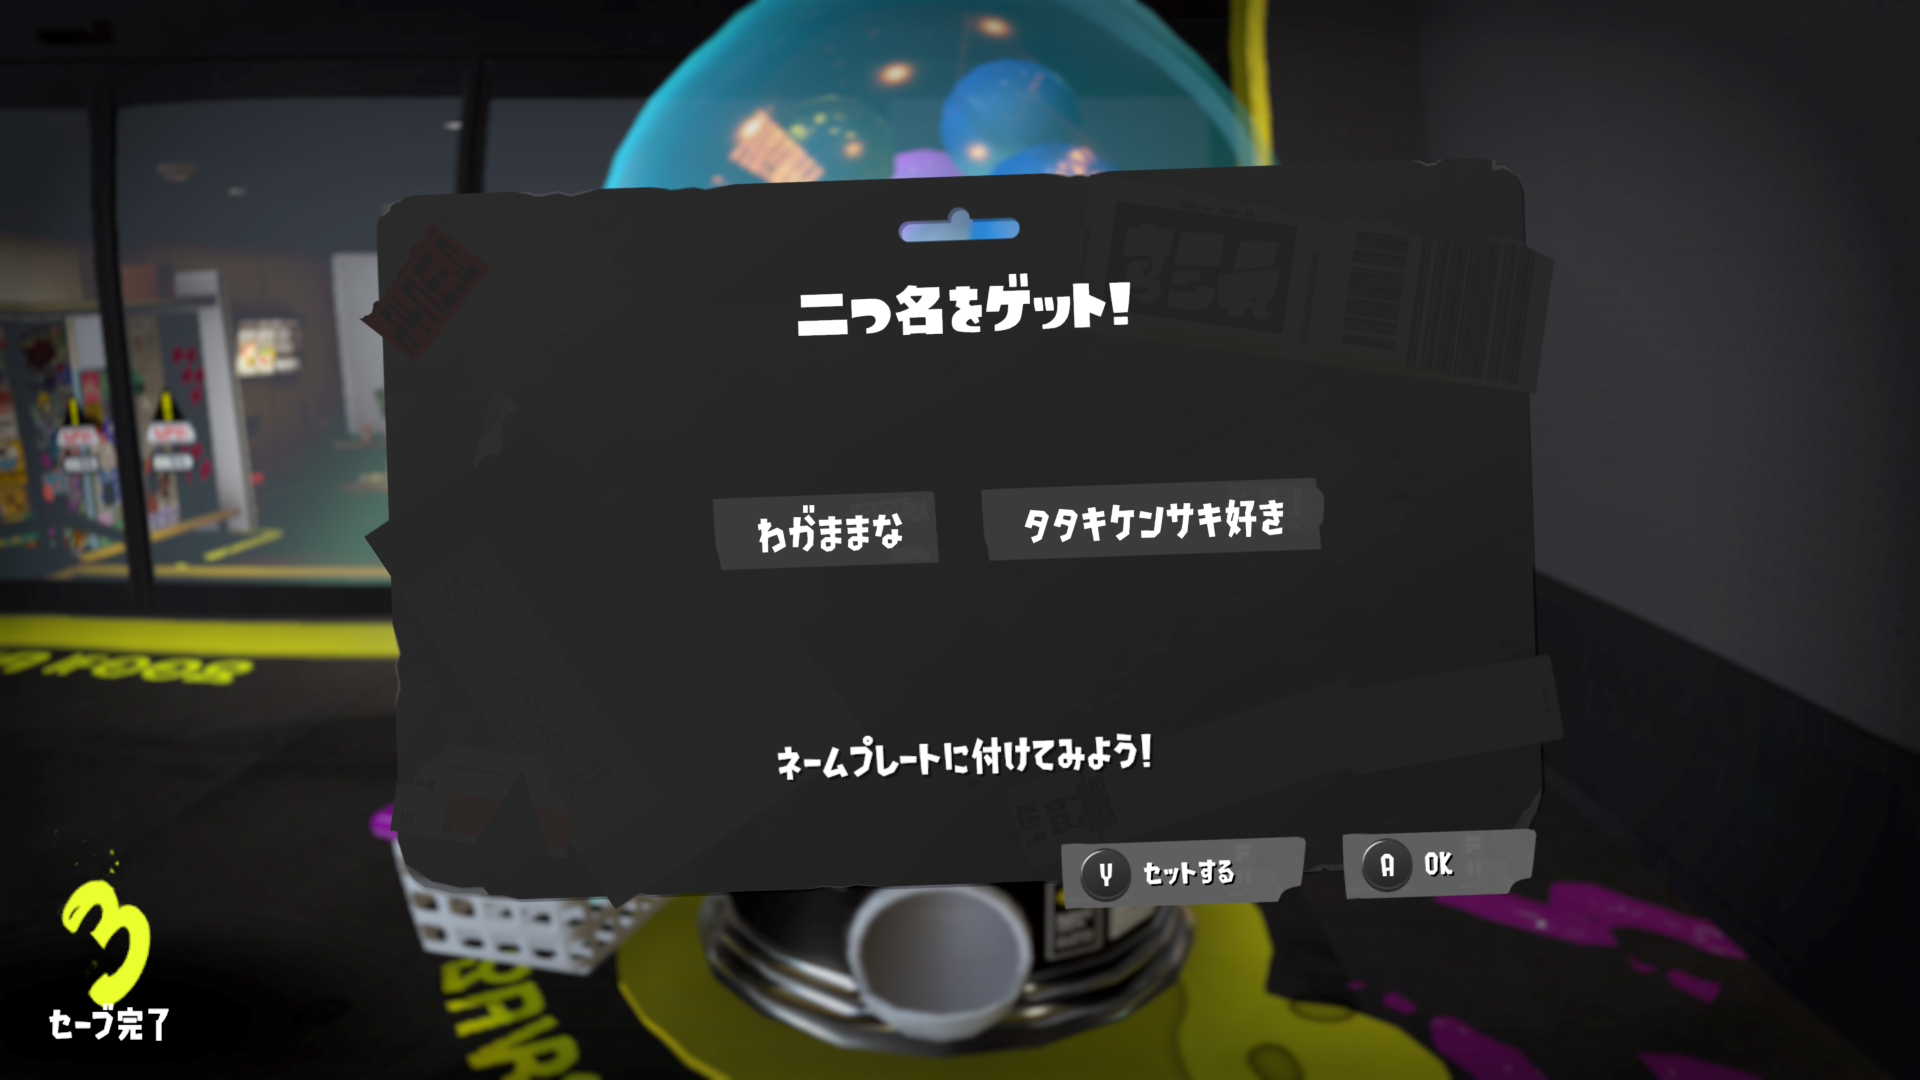 二つ名をゲット!
わがままな
タタキケンサキ好き
ネームプレートに付けてみよう!
Y セットする
A OK
3
セーブ完了